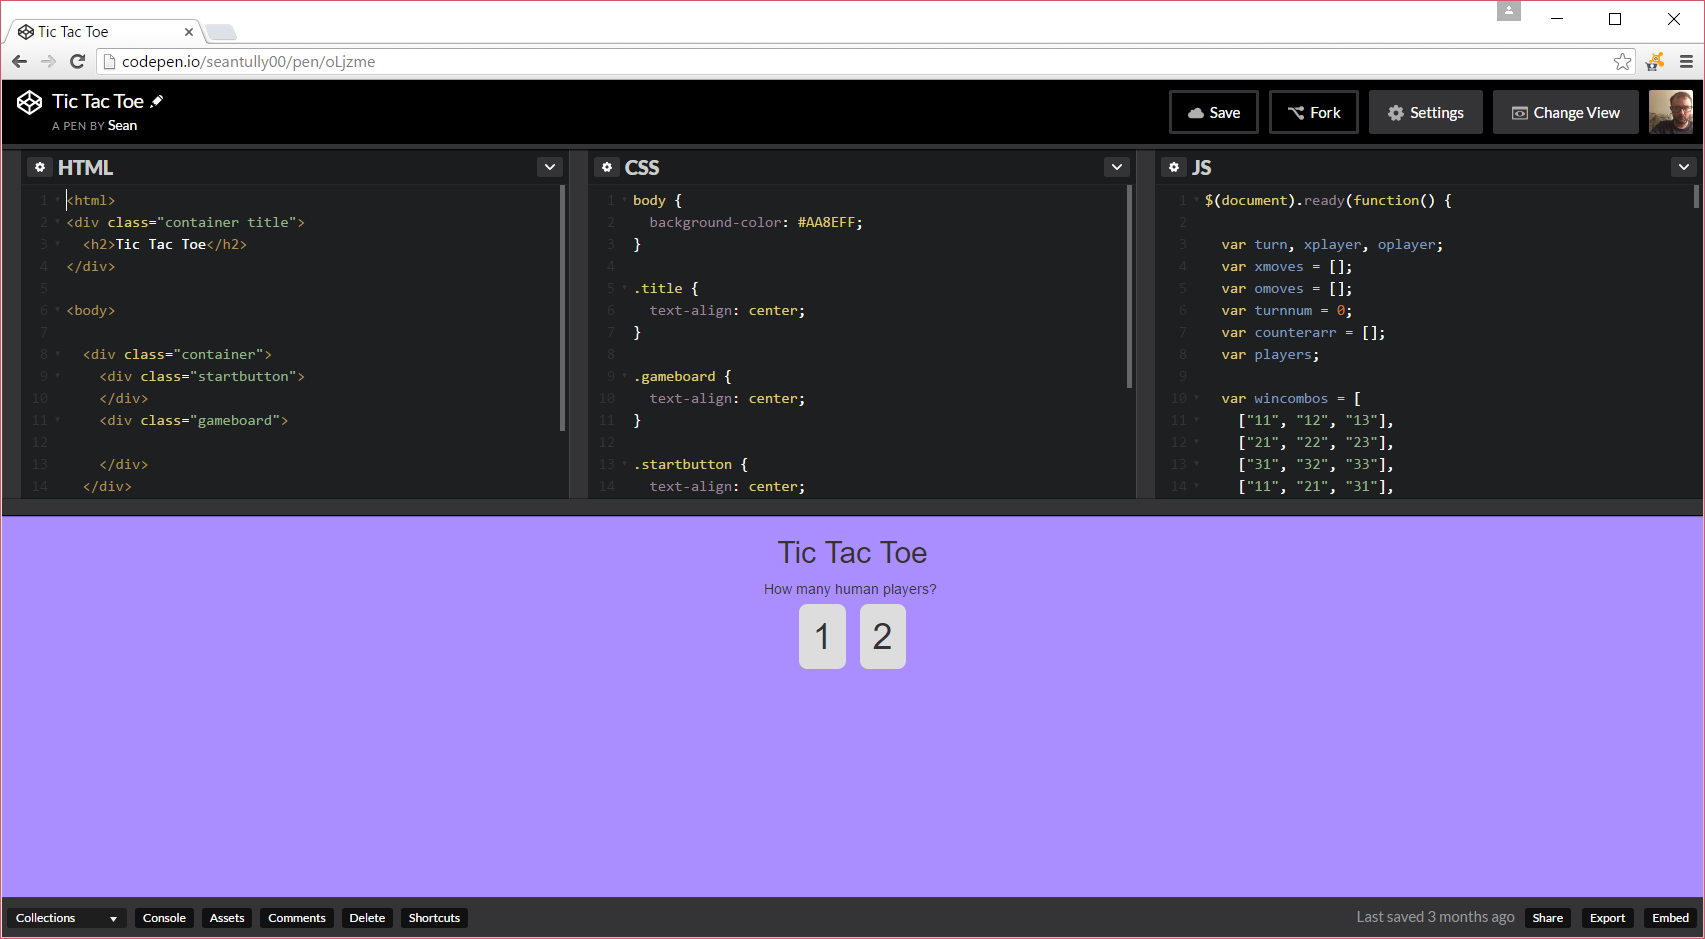 Tic Tac Toe
codepen.io/seantully00/pen/oLjzme
Tic Tac Toe
A PEN BY Sean
Save
Fork
Settings
Change View
HTML
1 <html>
2 <div class="container title">
3 <h2>Tic Tac Toe</h2>
4 </div>
5
6 <body>
7
8 <div class="container">
9 <div class="startbutton">
10 </div>
11 <div class="gameboard">
12
13 </div>
14 </div>
CSS
1 body {
2 background-color: #AA8EFF;
3 }
4
5 .title {
6 text-align: center;
7 }
8
9 .gameboard {
10 text-align: center;
11 }
12
13 .startbutton {
14 text-align: center;
JS
1 $(document).ready(function() {
2
3 var turn, xplayer, oplayer;
4 var xmoves = [];
5 var omoves = [];
6 var turnnum = 0;
7 var counterarr = [];
8 var players;
9
10 var wincombos = [
11 ["11", "12", "13"],
12 ["21", "22", "23"],
13 ["31", "32", "33"],
14 ["11", "21", "31"],
Tic Tac Toe
How many human players?
1 2
Collections
Console
Assets
Comments
Delete
Shortcuts
Last saved 3 months ago
Share
Export
Embed